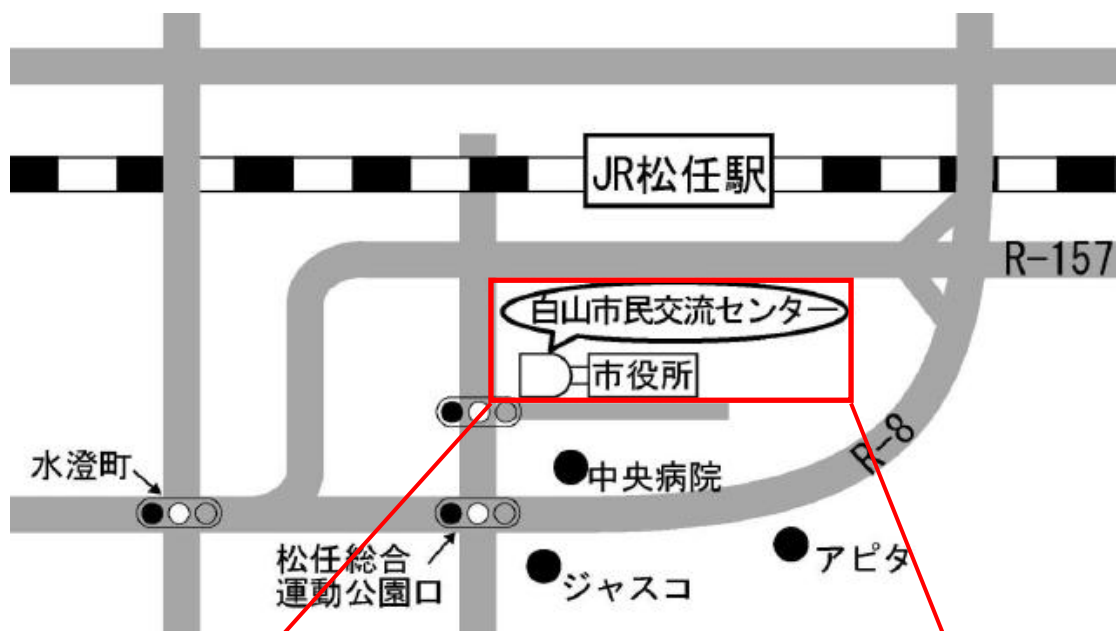 JR松任駅
R-157
白山市民交流センター
市役所
R-8
水澄町
中央病院
松任総合
運動公園口
ジャスコ
アピタ